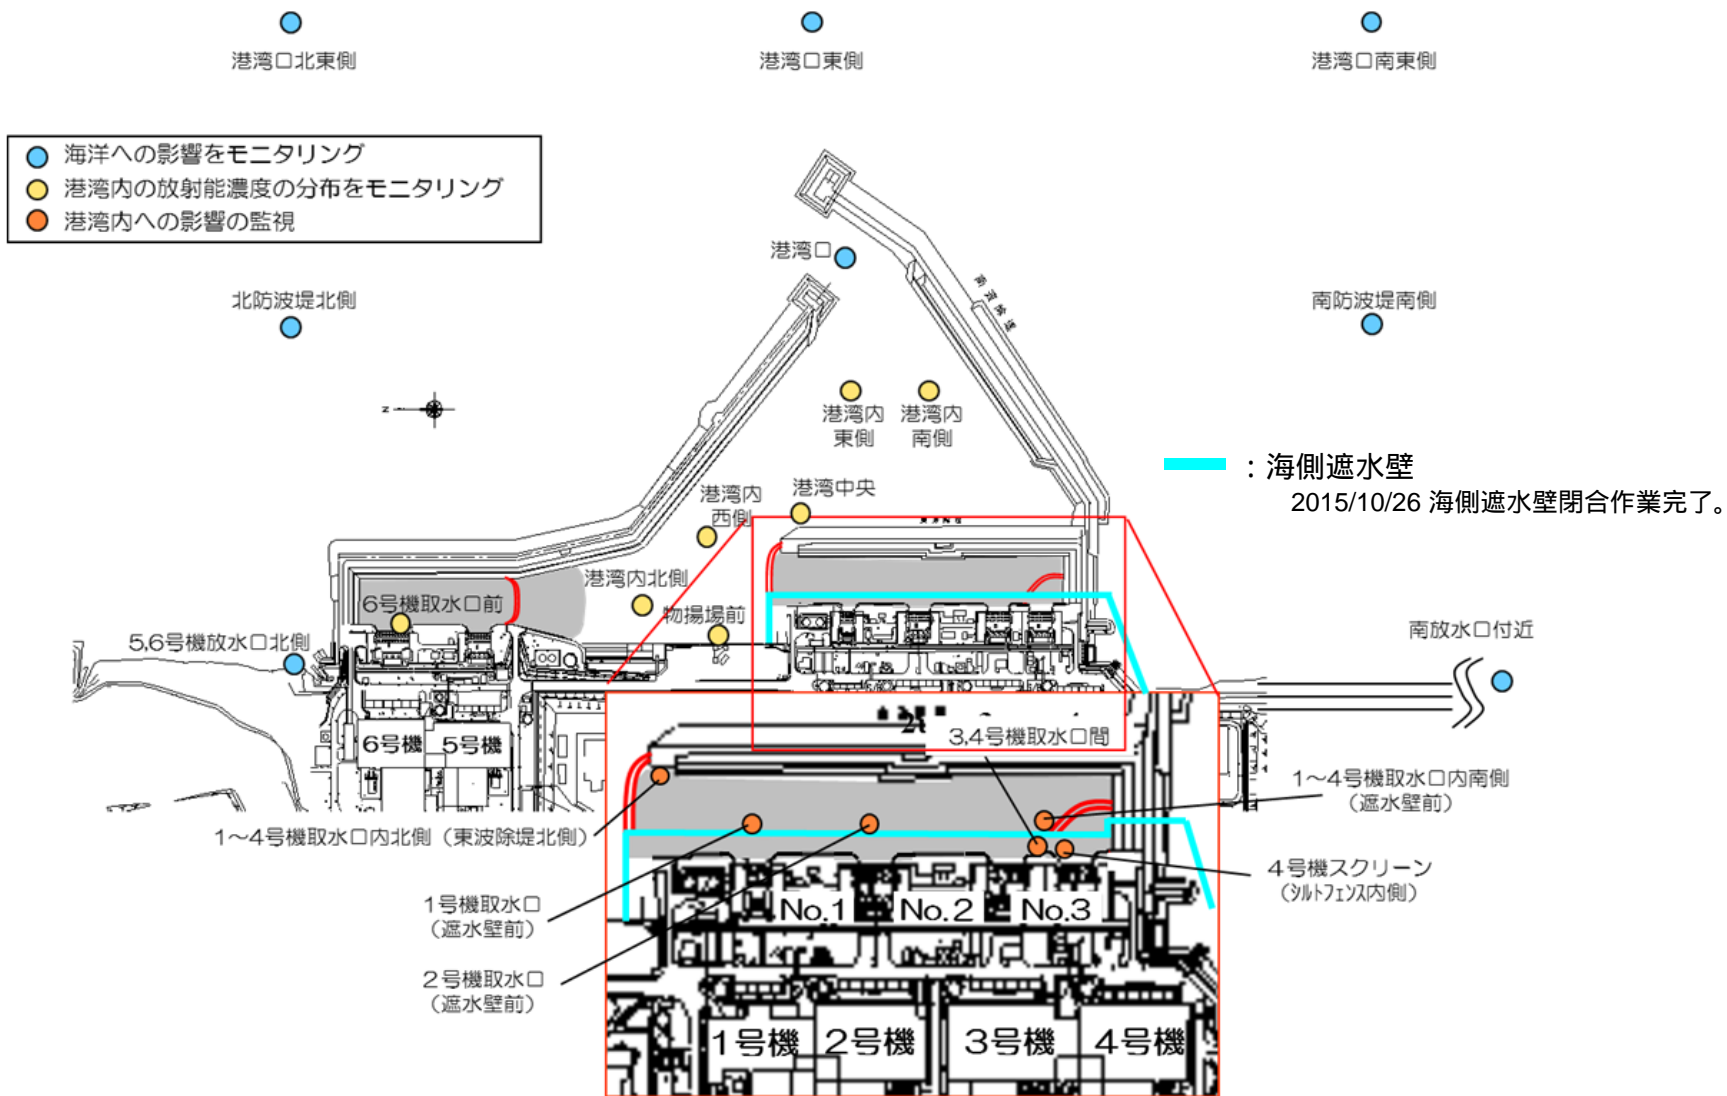 港湾口北東側
港湾口東側
港湾口南東側
海洋への影響をモニタリング
港湾内の放射能濃度の分布をモニタリング
港湾内への影響の監視
港湾口
北防波堤北側
南防波堤南側
港湾内
東側
港湾内
南側
N
：海側遮水壁
2015/10/26 海側遮水壁閉合作業完了。
港湾内
西側
港湾中央
港湾内北側
6号機取水口前
物揚場前
5,6号機放水口北側
南放水口付近
6号機
5号機
3,4号機取水口間
1～4号機取水口内南側
（遮水壁前）
1～4号機取水口内北側（東波除堤北側）
4号機スクリーン
（シルトフェンス内側）
1号機取水口
（遮水壁前）
No.1
No.2
No.3
2号機取水口
（遮水壁前）
1号機
2号機
3号機
4号機